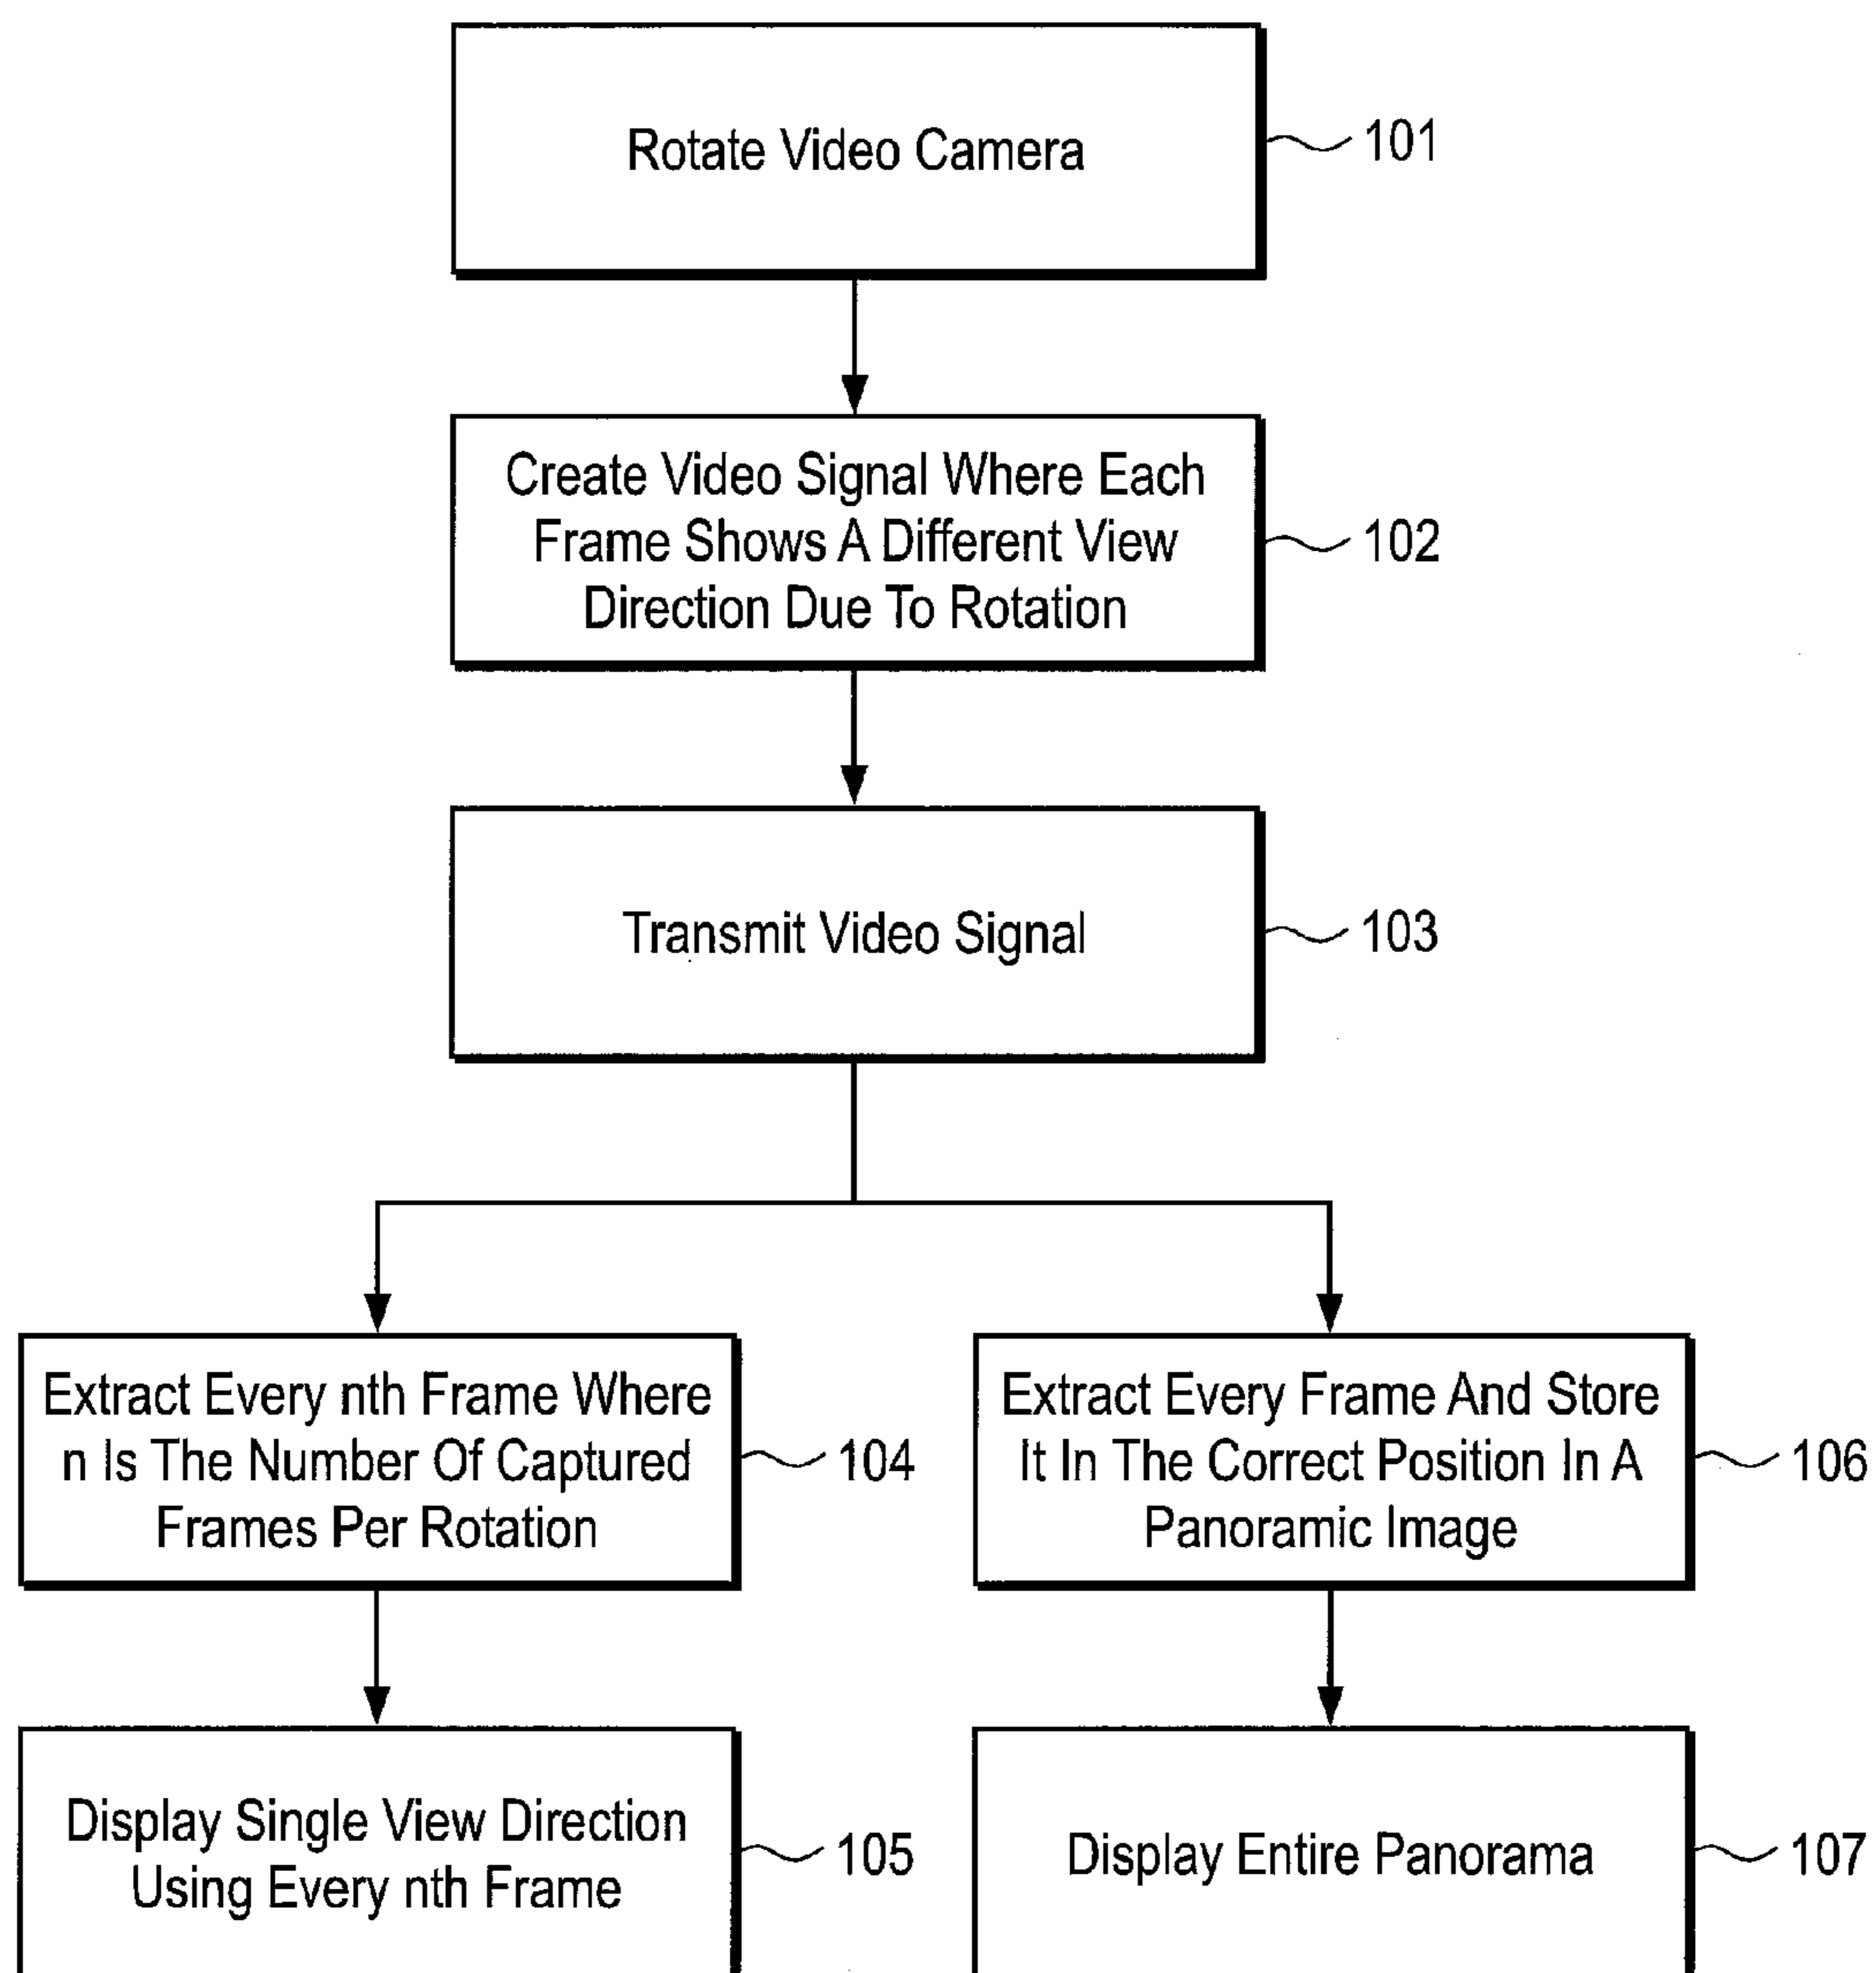 Rotate Video Camera
101
Create Video Signal Where Each
Frame Shows A Different View
Direction Due To Rotation
102
Transmit Video Signal
103
Extract Every nth Frame Where
n Is The Number Of Captured
Frames Per Rotation
104
Extract Every Frame And Store
It In The Correct Position In A
Panoramic Image
106
Display Single View Direction
Using Every nth Frame
105
Display Entire Panorama
107